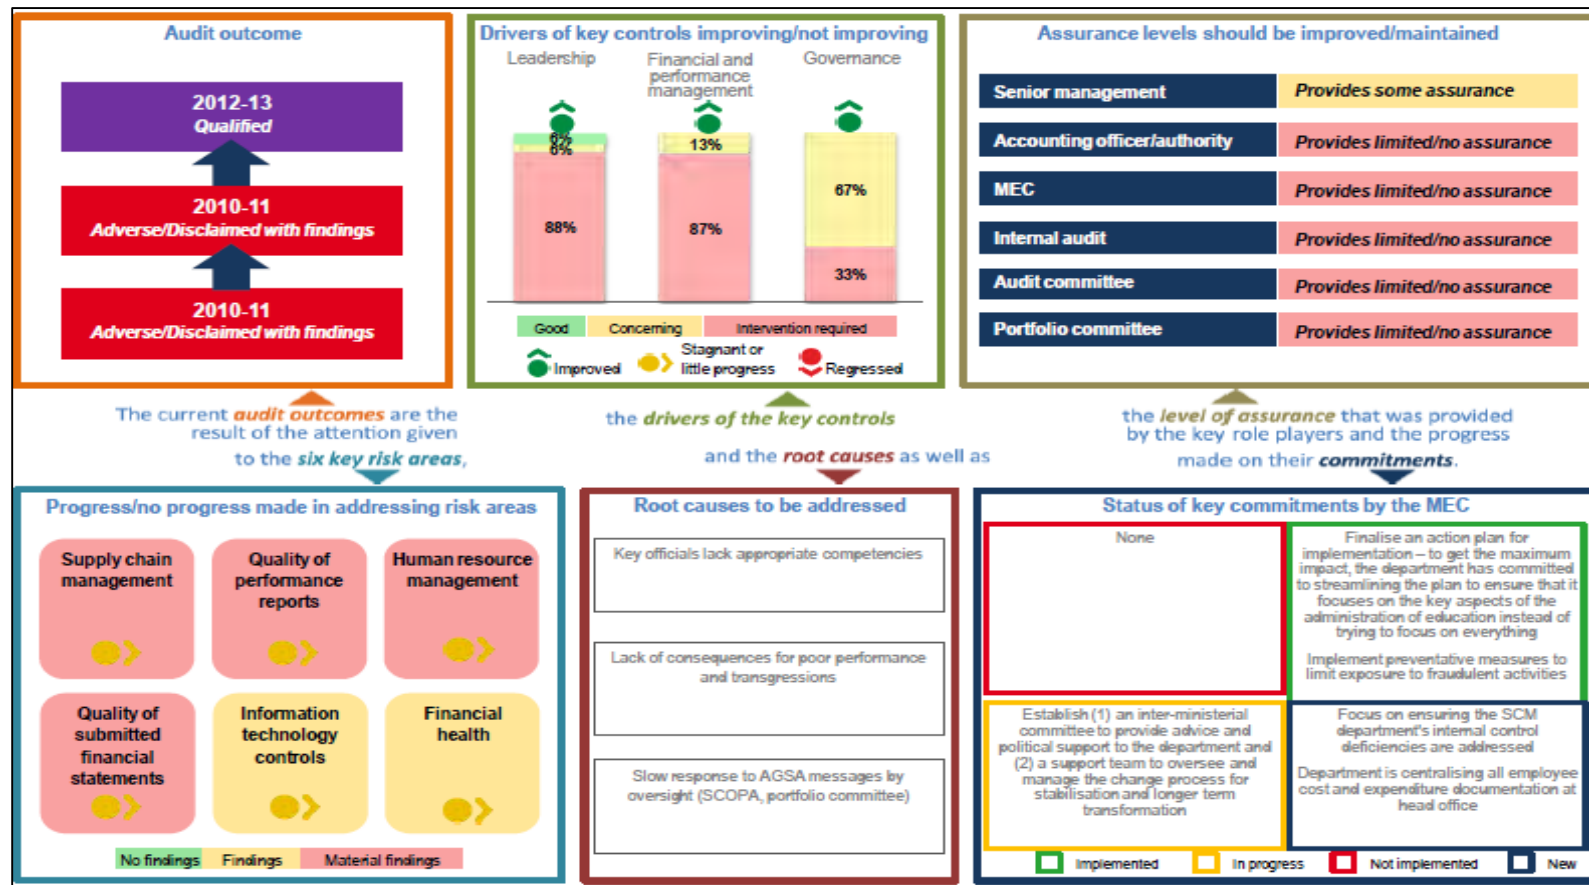 Audit outcome
2012-13
Qualified
2010-11
Adverse/Disclaimed with findings
2010-11
Adverse/Disclaimed with findings
Drivers of key controls improving/not improving
Leadership
Financial and
performance
management
Governance
6%
6%
88%
13%
87%
67%
33%
Good
Concerning
Intervention required
Improved
Stagnant or
little progress
Regressed
Assurance levels should be improved/maintained
Senior management
Provides some assurance
Accounting officer/authority
Provides limited/no assurance
MEC
Provides limited/no assurance
Internal audit
Provides limited/no assurance
Audit committee
Provides limited/no assurance
Portfolio committee
Provides limited/no assurance
The current audit outcomes are the
result of the attention given
to the six key risk areas,
the drivers of the key controls
and the root causes as well as
the level of assurance that was provided
by the key role players and the progress
made on their commitments.
Progress/no progress made in addressing risk areas
Supply chain
management
Quality of
performance
reports
Human resource
management
Quality of
submitted
financial
statements
Information
technology
controls
Financial
health
No findings
Findings
Material findings
Root causes to be addressed
Key officials lack appropriate competencies
Lack of consequences for poor performance
and transgressions
Slow response to AGSA messages by
oversight (SCOPA, portfolio committee)
Status of key commitments by the MEC
None
Finalise an action plan for
implementation – to get the maximum
impact, the department has committed
to streamlining the plan to ensure that it
focuses on the key aspects of the
administration of education instead of
trying to focus on everything
Implement preventative measures to
limit exposure to fraudulent activities
Establish (1) an inter-ministerial
committee to provide advice and
political support to the department and
(2) a support team to oversee and
manage the change process for
stabilisation and longer term
transformation
Focus on ensuring the SCM
department's internal control
deficiencies are addressed
Department is centralising all employee
cost and expenditure documentation at
head office
Implemented
In progress
Not implemented
New